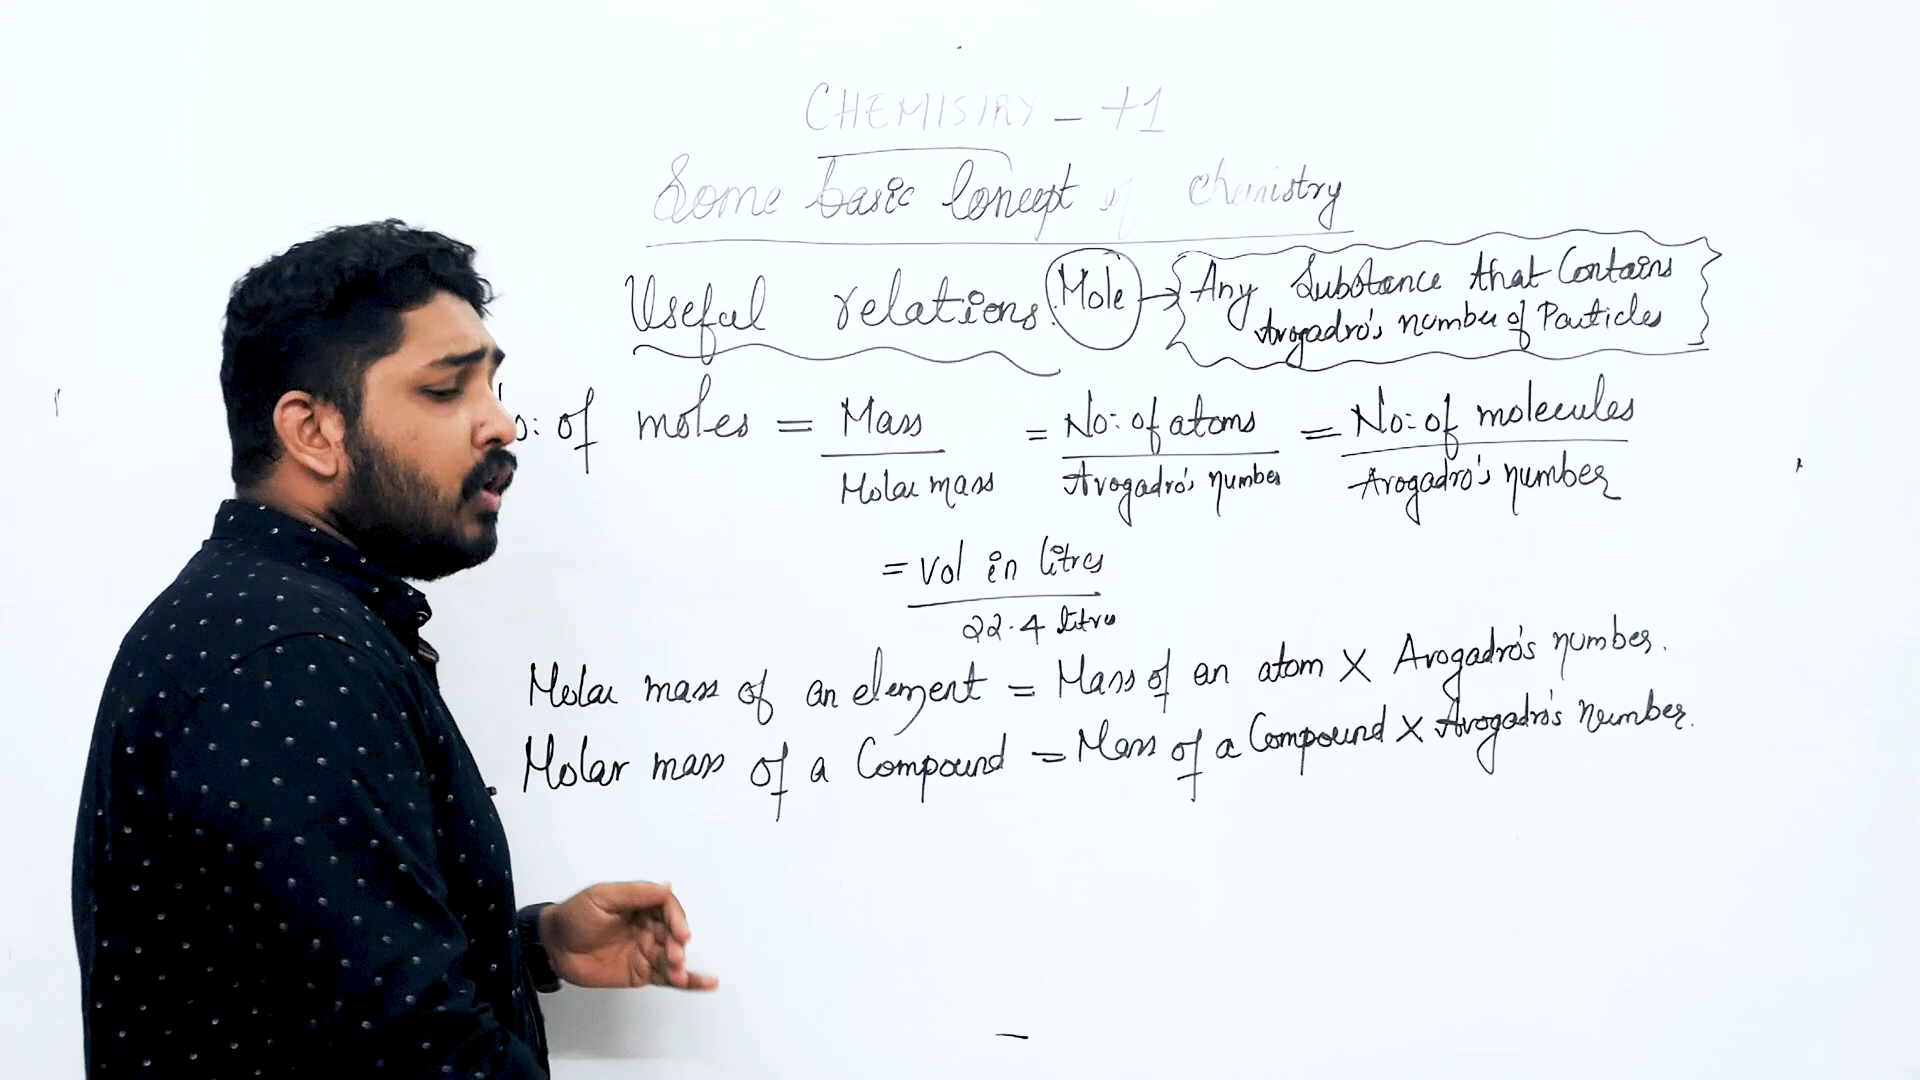 CHEMISTRY - +1
Some basic Concept of Chemistry
Useful relations. Mole → Any Substance that Contains
Avogadro's number of Particles
o: of moles = Mass / Molar mass = No: of atoms / Avogadro's number = No: of molecules / Avogadro's number
= Vol in litres / 22.4 litre
Molar mass of an element = Mass of an atom X Avogadro's number.
Molar mass of a Compound = Mass of a Compound X Avogadro's number.